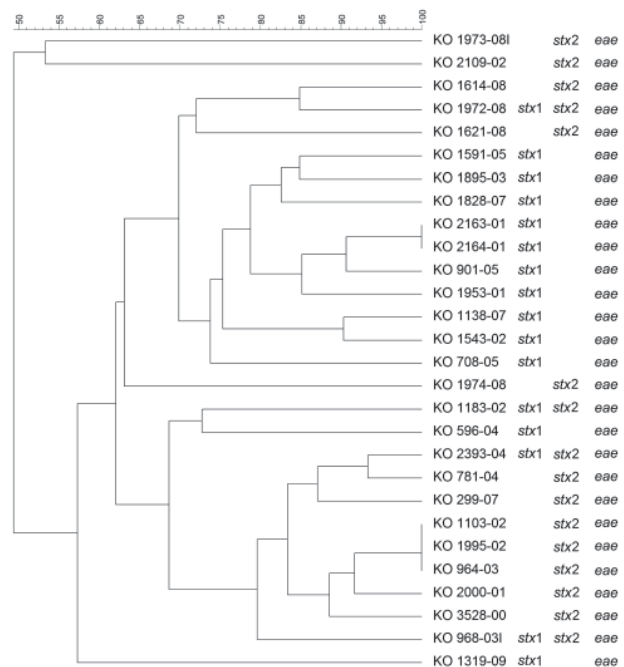 50 55 60 65 70 75 80 85 90 95 100
KO 1973-08I stx2 eae
KO 2109-02 stx2 eae
KO 1614-08 stx2 eae
KO 1972-08 stx1 stx2 eae
KO 1621-08 stx2 eae
KO 1591-05 stx1 eae
KO 1895-03 stx1 eae
KO 1828-07 stx1 eae
KO 2163-01 stx1 eae
KO 2164-01 stx1 eae
KO 901-05 stx1 eae
KO 1953-01 stx1 eae
KO 1138-07 stx1 eae
KO 1543-02 stx1 eae
KO 708-05 stx1 eae
KO 1974-08 stx2 eae
KO 1183-02 stx1 stx2 eae
KO 596-04 stx1 eae
KO 2393-04 stx1 stx2 eae
KO 781-04 stx2 eae
KO 299-07 stx2 eae
KO 1103-02 stx2 eae
KO 1995-02 stx2 eae
KO 964-03 stx2 eae
KO 2000-01 stx2 eae
KO 3528-00 stx2 eae
KO 968-03I stx1 stx2 eae
KO 1319-09 stx1 eae